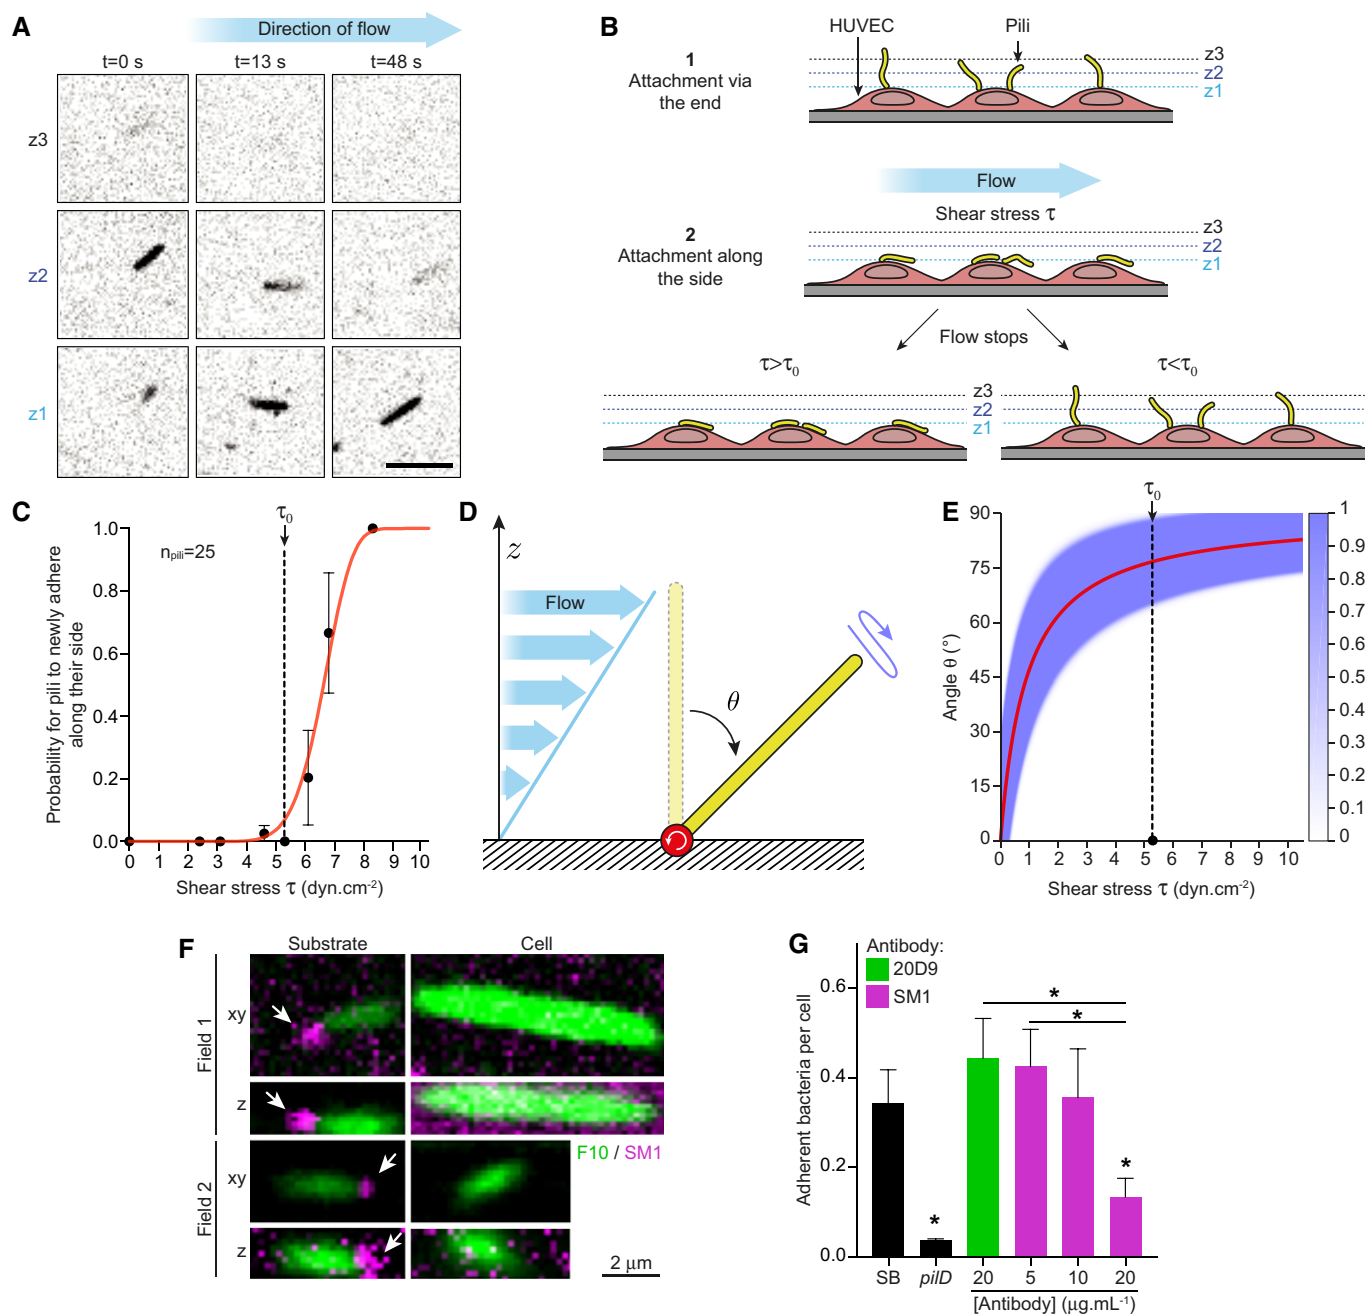 A
Direction of flow
t=0 s
t=13 s
t=48 s
z3
z2
z1
B
HUVEC
Pili
1
Attachment via
the end
z3
z2
z1
Flow
Shear stress τ
2
Attachment along
the side
z3
z2
z1
Flow stops
τ>τ0
τ<τ0
z3
z2
z1
C
τ0
npili=25
1.0
0.8
0.6
0.4
0.2
0.0
Probability for pili to newly adhere
along their side
0 1 2 3 4 5 6 7 8 9 10
Shear stress τ (dyn.cm-2)
D
z
Flow
θ
E
τ0
90
75
60
45
30
15
0
Angle θ (°)
0 1 2 3 4 5 6 7 8 9 10
Shear stress τ (dyn.cm-2)
1
0.9
0.8
0.7
0.6
0.5
0.4
0.3
0.2
0.1
0
F
Substrate
Cell
Field 1
xy
z
Field 2
xy
z
F10 / SM1
2 μm
G
Antibody:
20D9
SM1
Adherent bacteria per cell
0.6
0.4
0.2
0.0
*
*
*
*
SB pilD 20 5 10 20
[Antibody] (μg.mL-1)